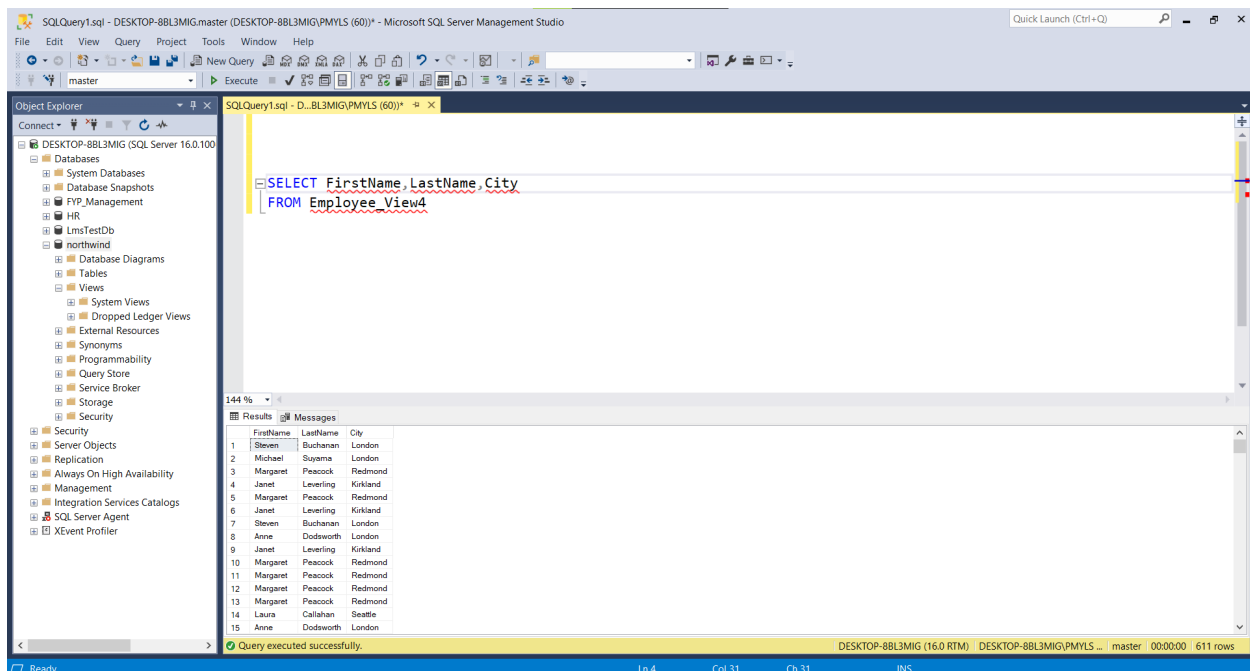 SQLQuery1.sql - DESKTOP-8BL3MIG.master (DESKTOP-8BL3MIG\PMYLS (60))* - Microsoft SQL Server Management Studio
Quick Launch (Ctrl+Q)
File Edit View Query Project Tools Window Help
New Query
master
Execute
Object Explorer
SQLQuery1.sql - D...BL3MIG\PMYLS (60))*
Connect
DESKTOP-8BL3MIG (SQL Server 16.0.100
Databases
System Databases
Database Snapshots
FYP_Management
HR
LmsTestDb
northwind
Database Diagrams
Tables
Views
System Views
Dropped Ledger Views
External Resources
Synonyms
Programmability
Query Store
Service Broker
Storage
Security
Security
Server Objects
Replication
Always On High Availability
Management
Integration Services Catalogs
SQL Server Agent
XEvent Profiler
SELECT FirstName,LastName,City
FROM Employee_View4
144 %
Results Messages
FirstName LastName City
1 Steven Buchanan London
2 Michael Suyama London
3 Margaret Peacock Redmond
4 Janet Leverling Kirkland
5 Margaret Peacock Redmond
6 Janet Leverling Kirkland
7 Steven Buchanan London
8 Anne Dodsworth London
9 Janet Leverling Kirkland
10 Margaret Peacock Redmond
11 Margaret Peacock Redmond
12 Margaret Peacock Redmond
13 Margaret Peacock Redmond
14 Laura Callahan Seattle
15 Anne Dodsworth London
Query executed successfully.
DESKTOP-8BL3MIG (16.0 RTM) DESKTOP-8BL3MIG\PMYLS ... master 00:00:00 611 rows
Ready Ln 4 Col 31 Ch 31 INS